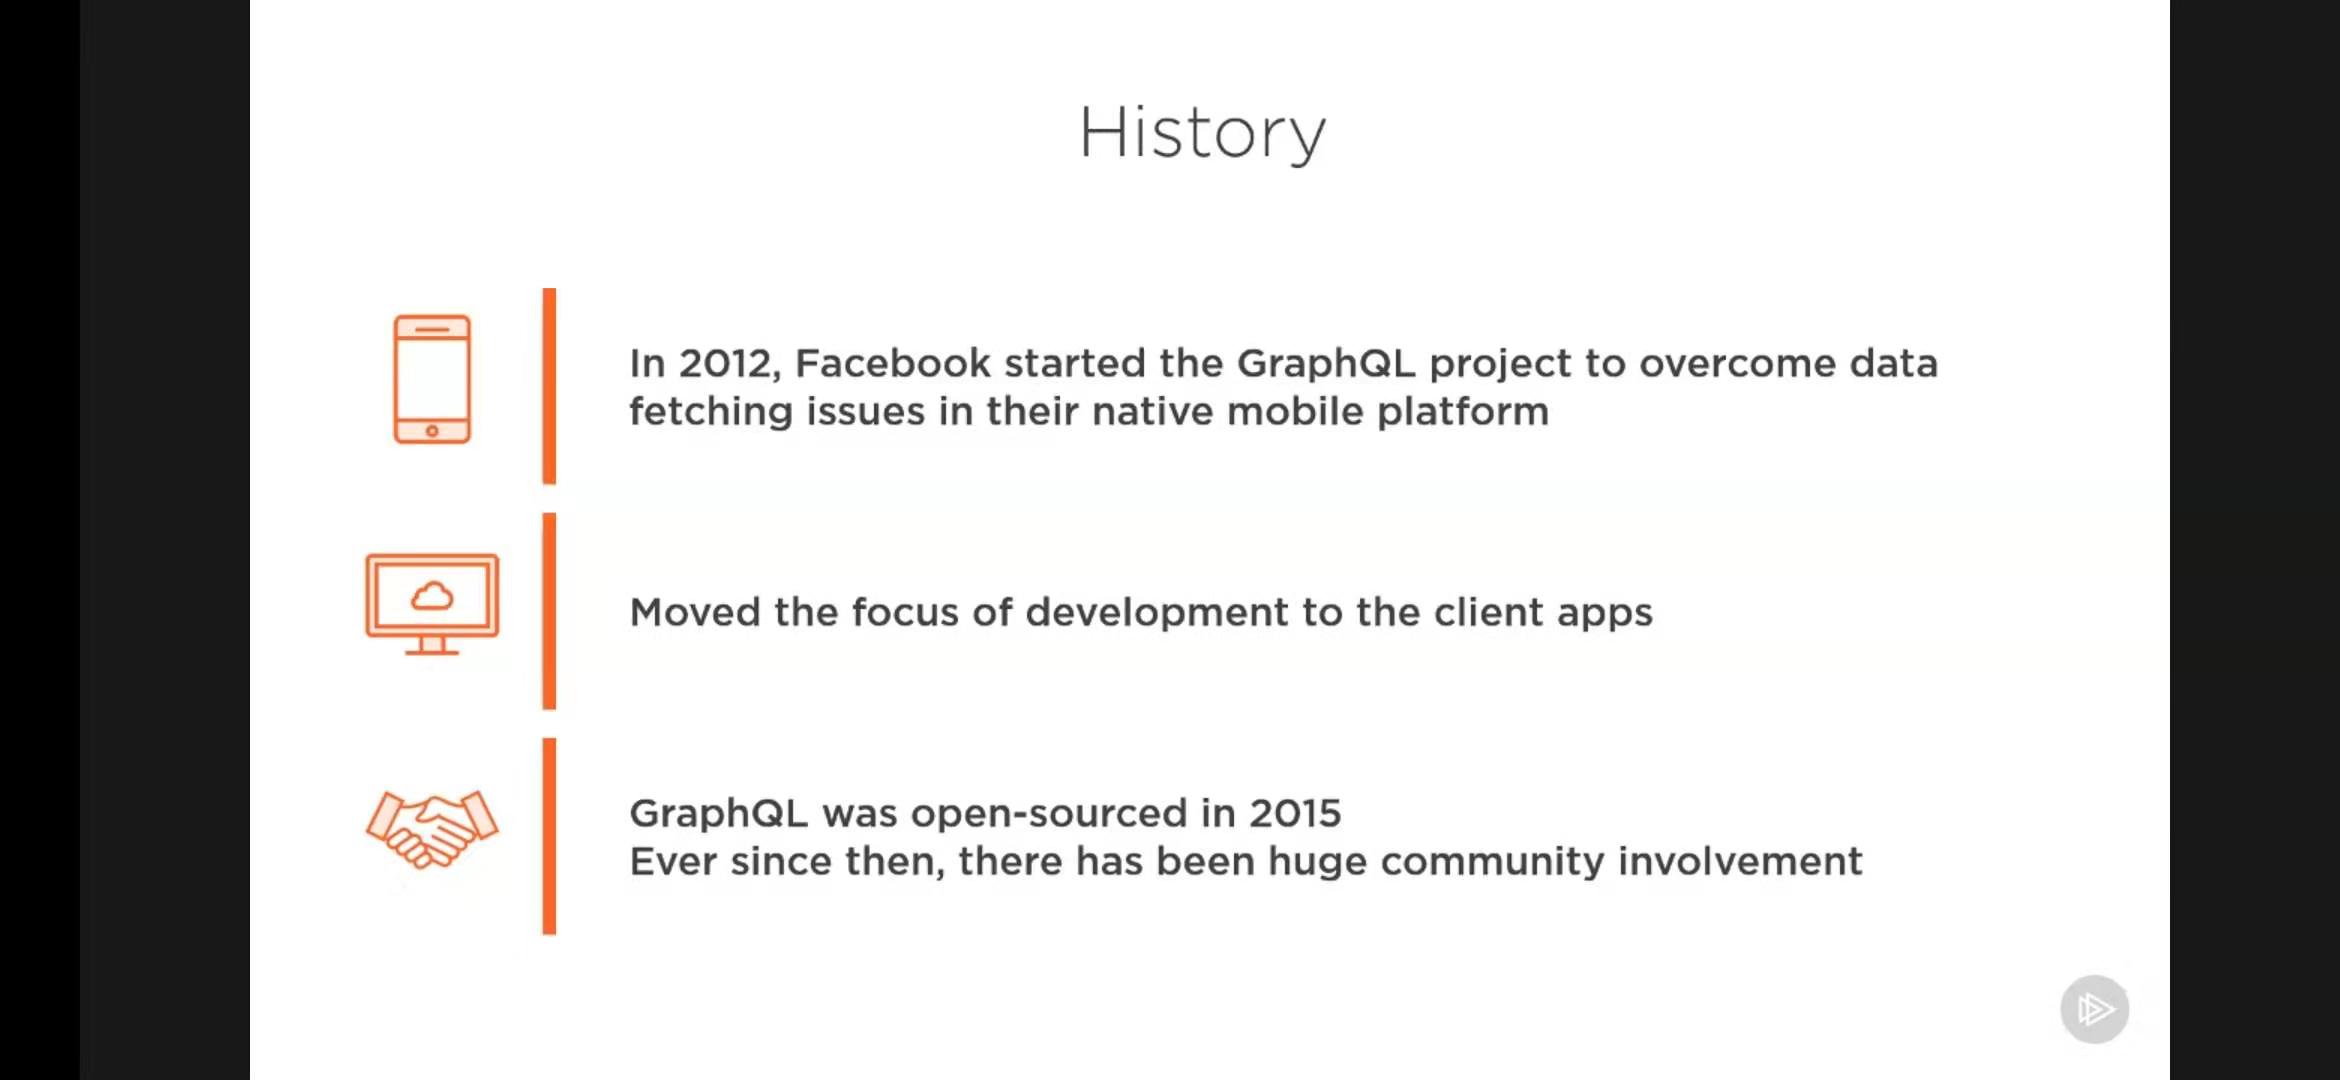 History
In 2012, Facebook started the GraphQL project to overcome data
fetching issues in their native mobile platform
Moved the focus of development to the client apps
GraphQL was open-sourced in 2015
Ever since then, there has been huge community involvement